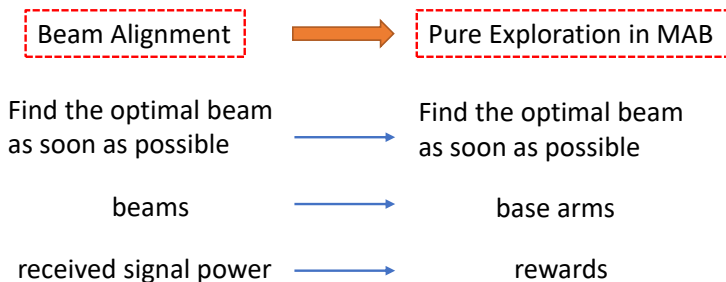 Beam Alignment
Pure Exploration in MAB
Find the optimal beam
as soon as possible
Find the optimal beam
as soon as possible
beams
base arms
received signal power
rewards